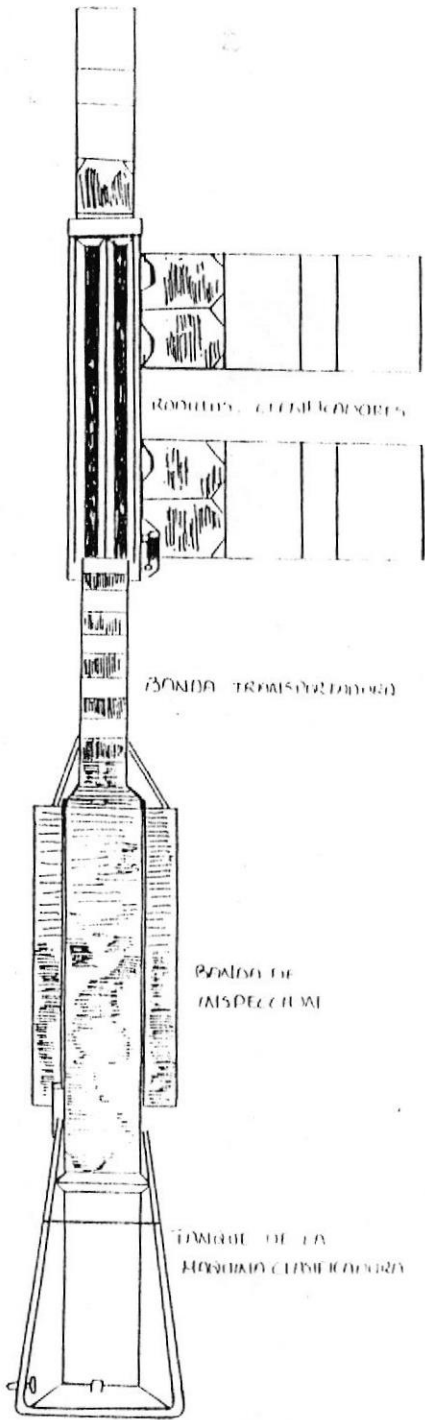 RODILLOS CLASIFICADORES
BANDA TRANSPORTADORA
BANDA DE
INSPECCION
TANQUE DE LA
MAQUINA CLASIFICADORA